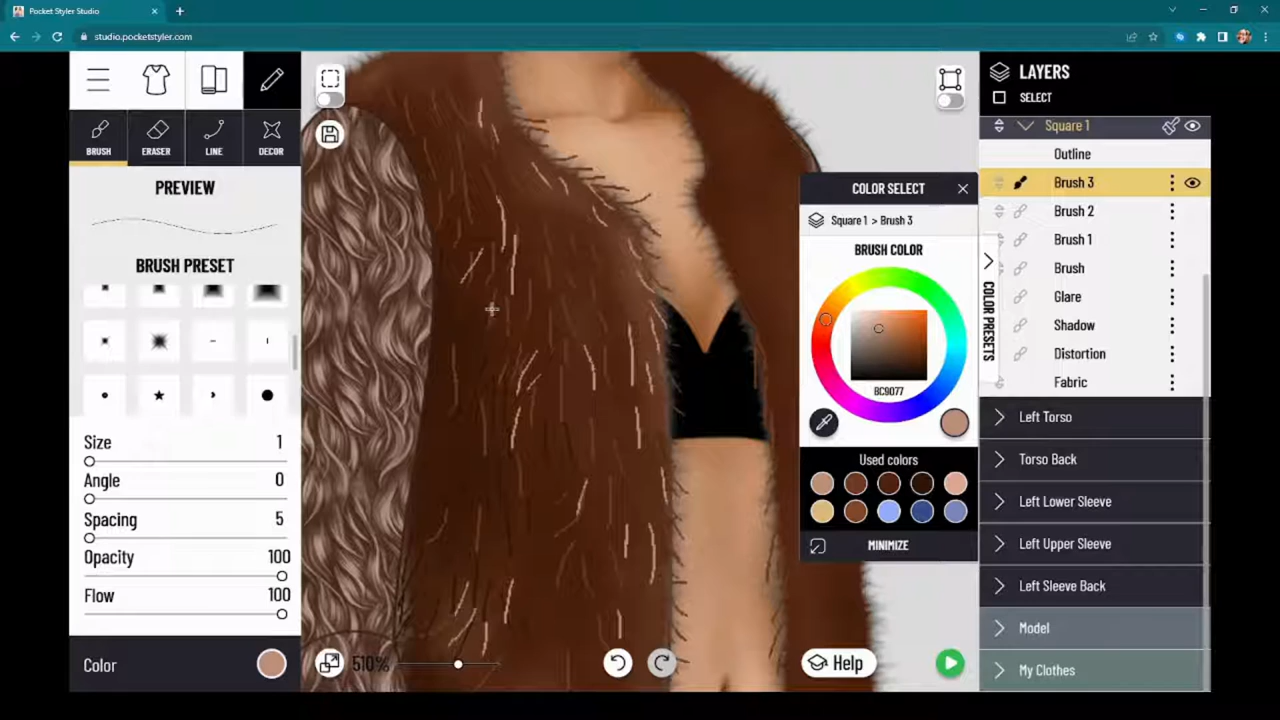 Pocket Styler Studio
studio.pocketstyler.com
BRUSH
ERASER
LINE
DECOR
PREVIEW
BRUSH PRESET
Size 1
Angle 0
Spacing 5
Opacity 100
Flow 100
Color
510%
Help
COLOR SELECT
Square 1 > Brush 3
BRUSH COLOR
BC9077
Used colors
MINIMIZE
COLOR PRESETS
LAYERS
SELECT
Square 1
Outline
Brush 3
Brush 2
Brush 1
Brush
Glare
Shadow
Distortion
Fabric
Left Torso
Torso Back
Left Lower Sleeve
Left Upper Sleeve
Left Sleeve Back
Model
My Clothes